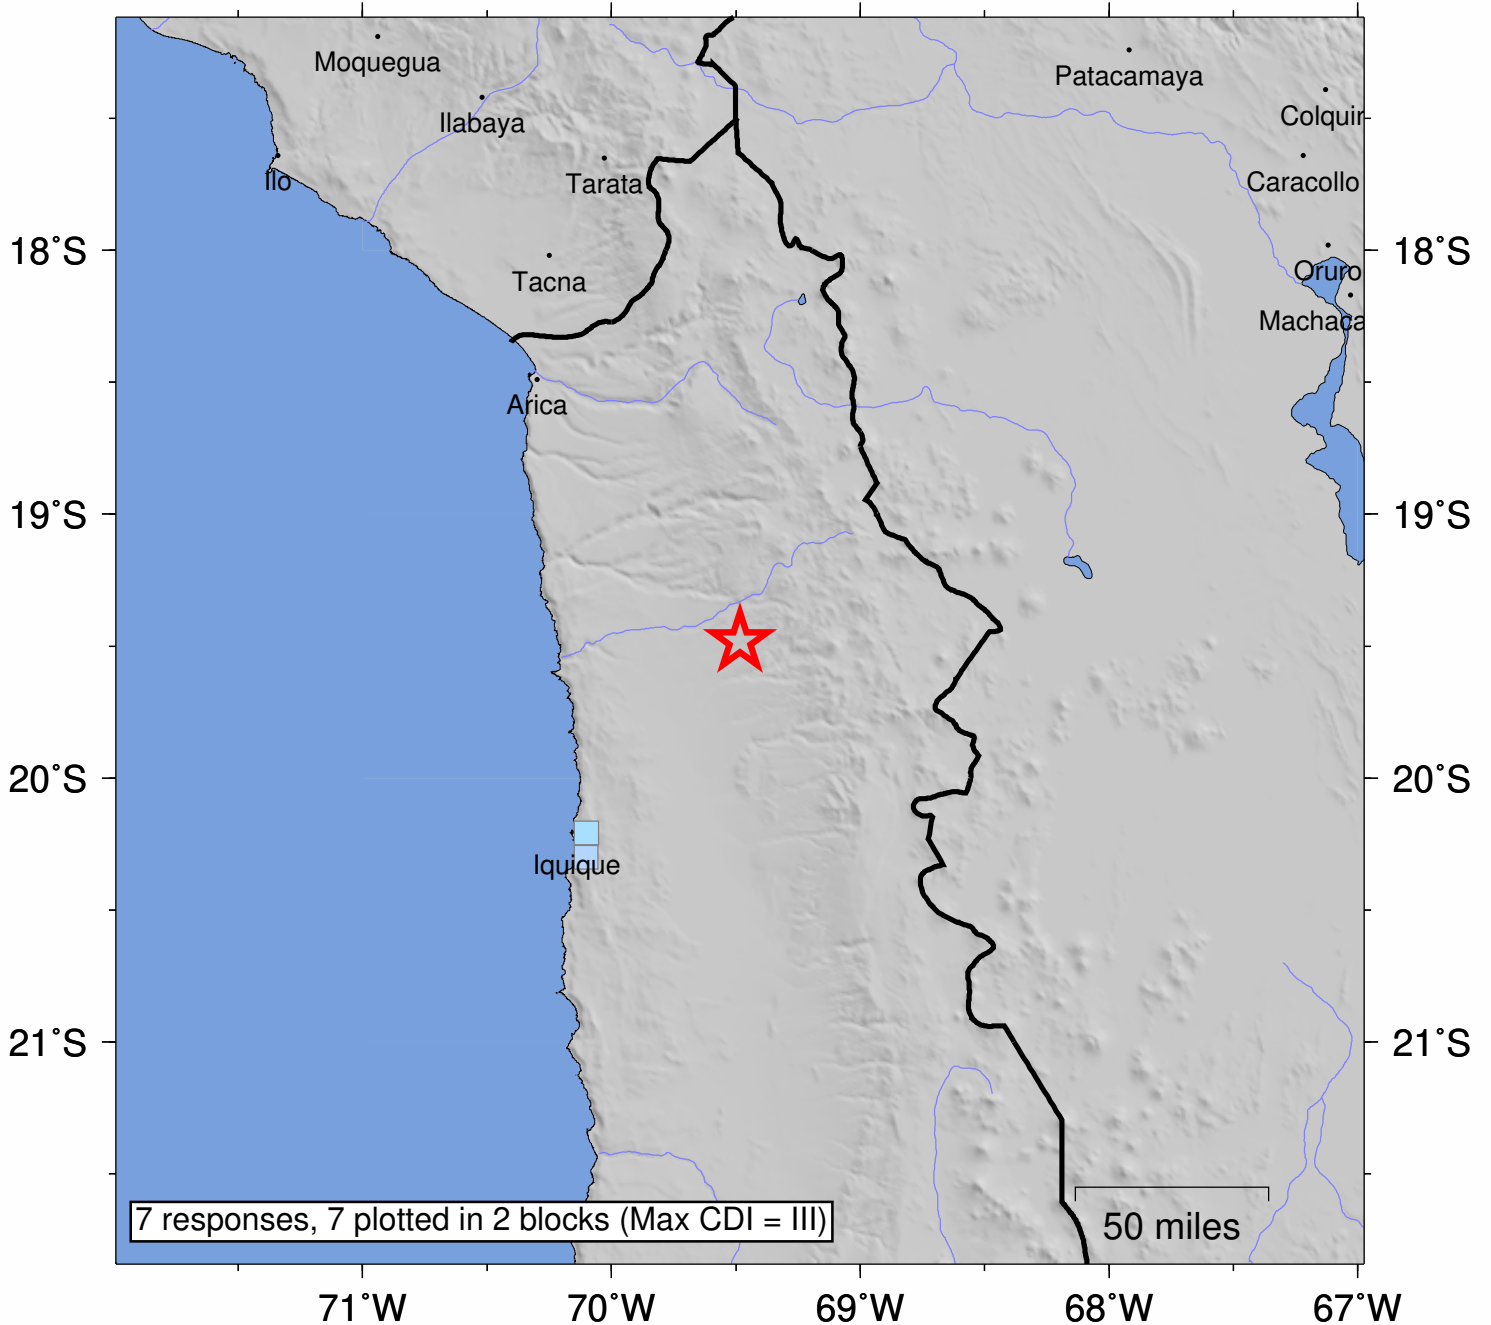 Moquegua
Patacamaya
Colquir
Ilabaya
Ilo
Tarata
Caracollo
18°S
18°S
Tacna
Oruro
Machaca
Arica
19°S
19°S
20°S
20°S
Iquique
21°S
21°S
7 responses, 7 plotted in 2 blocks (Max CDI = III)
50 miles
71°W
70°W
69°W
68°W
67°W